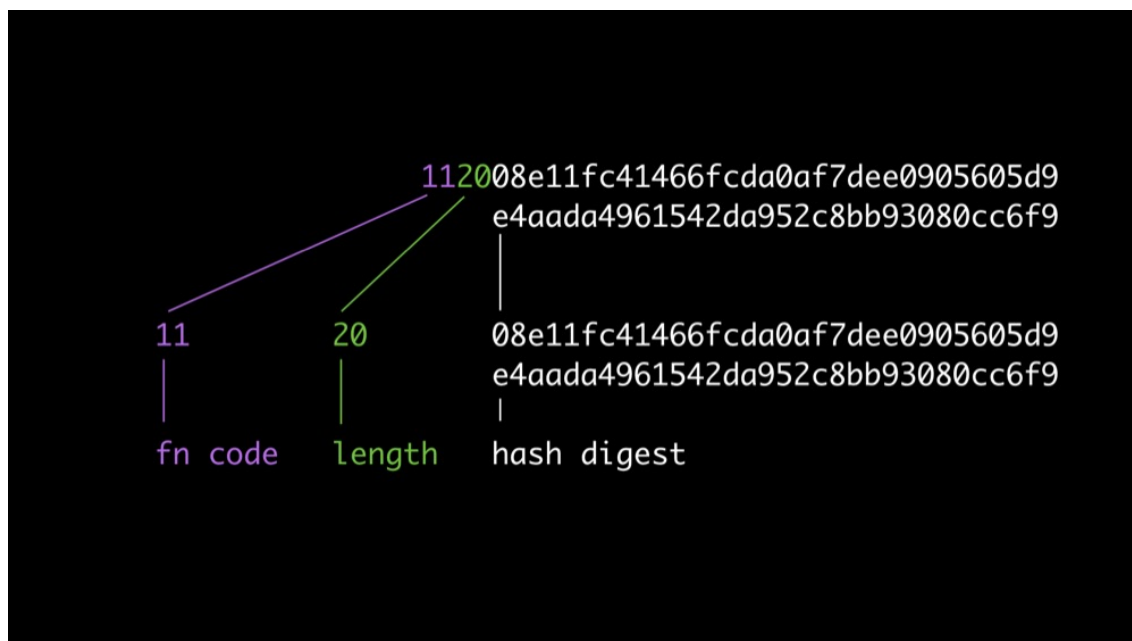 112008e11fc41466fcda0af7dee0905605d9
e4aada4961542da952c8bb93080cc6f9
11 20 08e11fc41466fcda0af7dee0905605d9
e4aada4961542da952c8bb93080cc6f9
fn code length hash digest